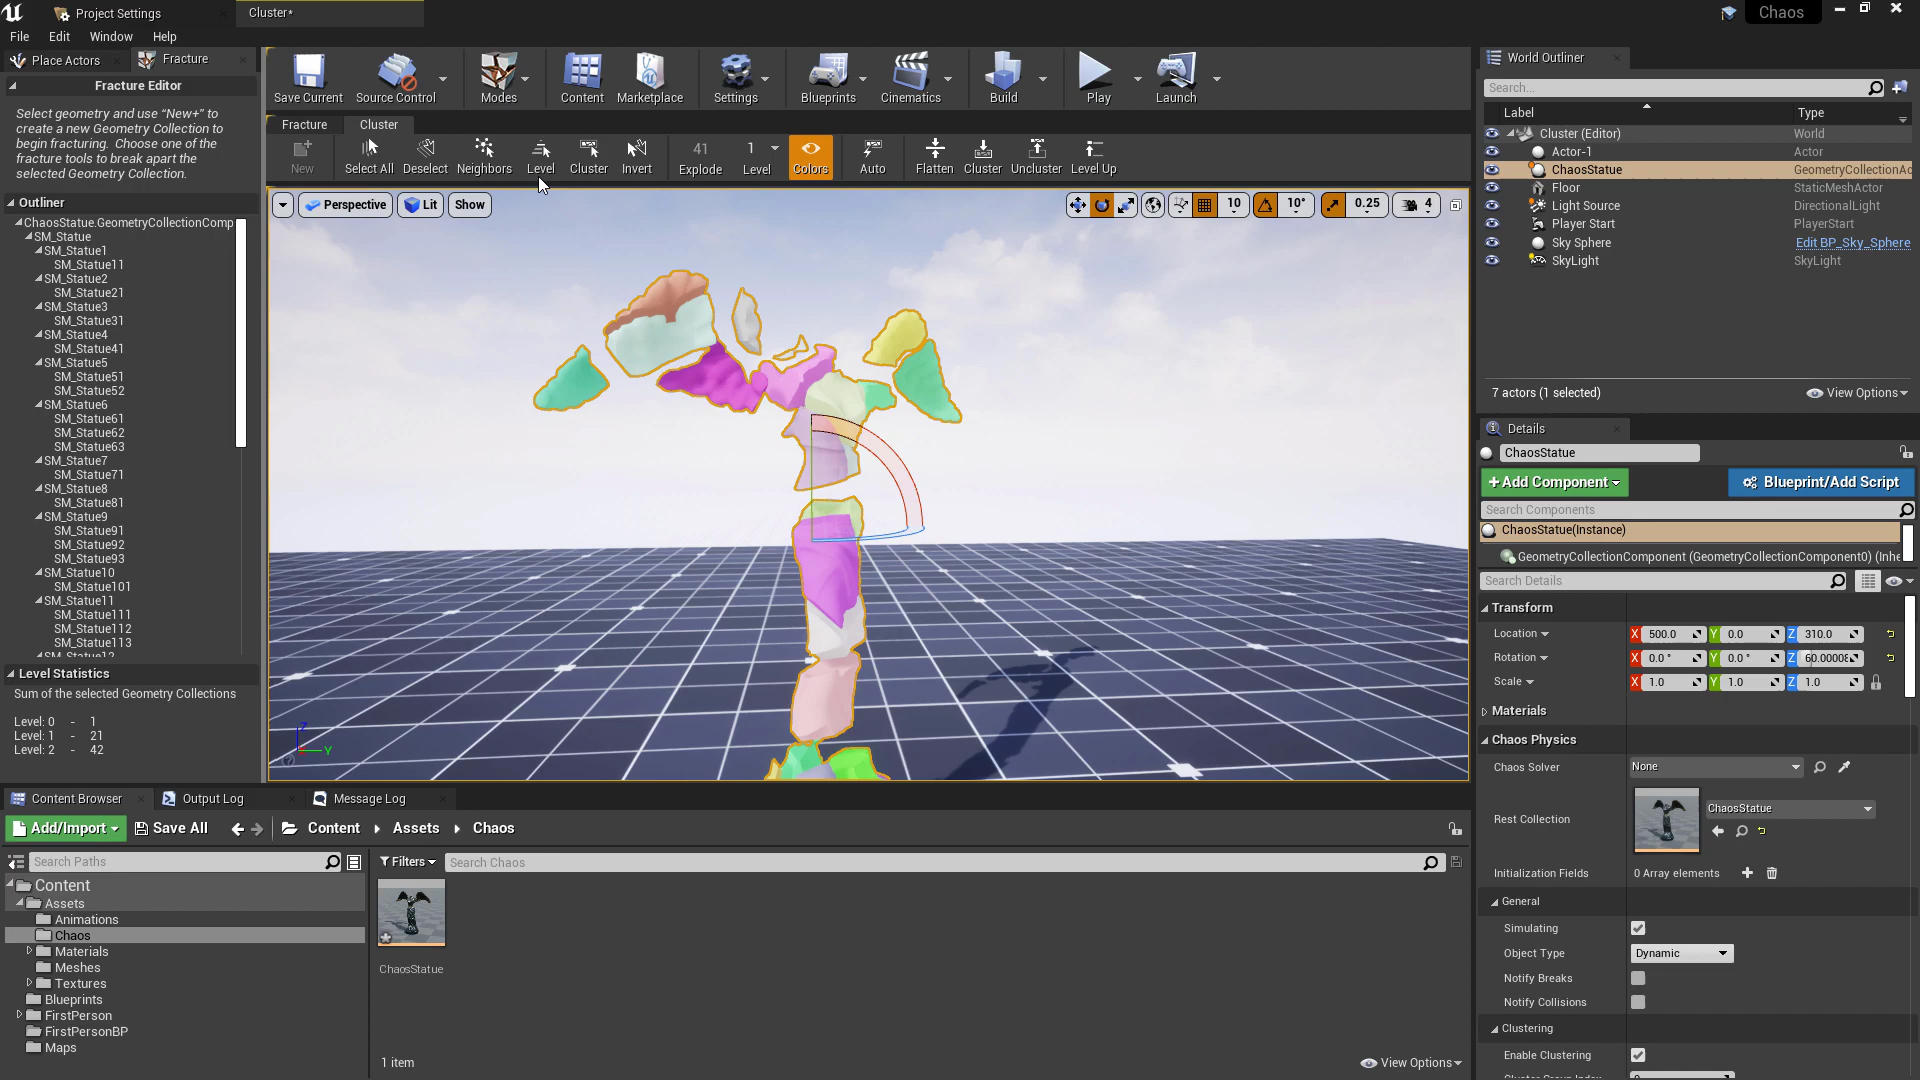 Project Settings
Cluster*
Chaos
File Edit Window Help
Place Actors
Fracture
Fracture Editor
Select geometry and use “New+” to
create a new Geometry Collection to
begin fracturing.  Choose one of the
fracture tools to break apart the
selected Geometry Collection.
Outliner
ChaosStatue.GeometryCollectionComp
SM_Statue
SM_Statue1
SM_Statue11
SM_Statue2
SM_Statue21
SM_Statue3
SM_Statue31
SM_Statue4
SM_Statue41
SM_Statue5
SM_Statue51
SM_Statue52
SM_Statue6
SM_Statue61
SM_Statue62
SM_Statue63
SM_Statue7
SM_Statue71
SM_Statue8
SM_Statue81
SM_Statue9
SM_Statue91
SM_Statue92
SM_Statue93
SM_Statue10
SM_Statue101
SM_Statue11
SM_Statue111
SM_Statue112
SM_Statue113
Level Statistics
Sum of the selected Geometry Collections
Level: 0 - 1
Level: 1 - 21
Level: 2 - 42
Save Current
Source Control
Modes
Content
Marketplace
Settings
Blueprints
Cinematics
Build
Play
Launch
Fracture
Cluster
New
Select All
Deselect
Neighbors
Level
Cluster
Invert
41
Explode
1
Level
Colors
Auto
Flatten
Cluster
Uncluster
Level Up
Perspective
Lit
Show
10
10°
0.25
4
Z
Y
World Outliner
Search...
Label Type
Cluster (Editor) World
Actor-1 Actor
ChaosStatue GeometryCollectionAc
Floor StaticMeshActor
Light Source DirectionalLight
Player Start PlayerStart
Sky Sphere Edit BP_Sky_Sphere
SkyLight SkyLight
7 actors (1 selected)
View Options
Details
ChaosStatue
+Add Component
Blueprint/Add Script
Search Components
ChaosStatue(Instance)
GeometryCollectionComponent (GeometryCollectionComponent0) (Inhe
Search Details
Transform
Location X 500.0 Y 0.0 Z 310.0
Rotation X 0.0 ° Y 0.0 ° Z 60.00008
Scale X 1.0 Y 1.0 Z 1.0
Materials
Chaos Physics
Chaos Solver None
Rest Collection ChaosStatue
Initialization Fields 0 Array elements
General
Simulating
Object Type Dynamic
Notify Breaks
Notify Collisions
Clustering
Enable Clustering
Content Browser
Output Log
Message Log
Add/Import
Save All
Content
Assets
Chaos
Search Paths
Filters
Search Chaos
Content
Assets
Animations
Chaos
Materials
Meshes
Textures
Blueprints
FirstPerson
FirstPersonBP
Maps
ChaosStatue
1 item
View Options